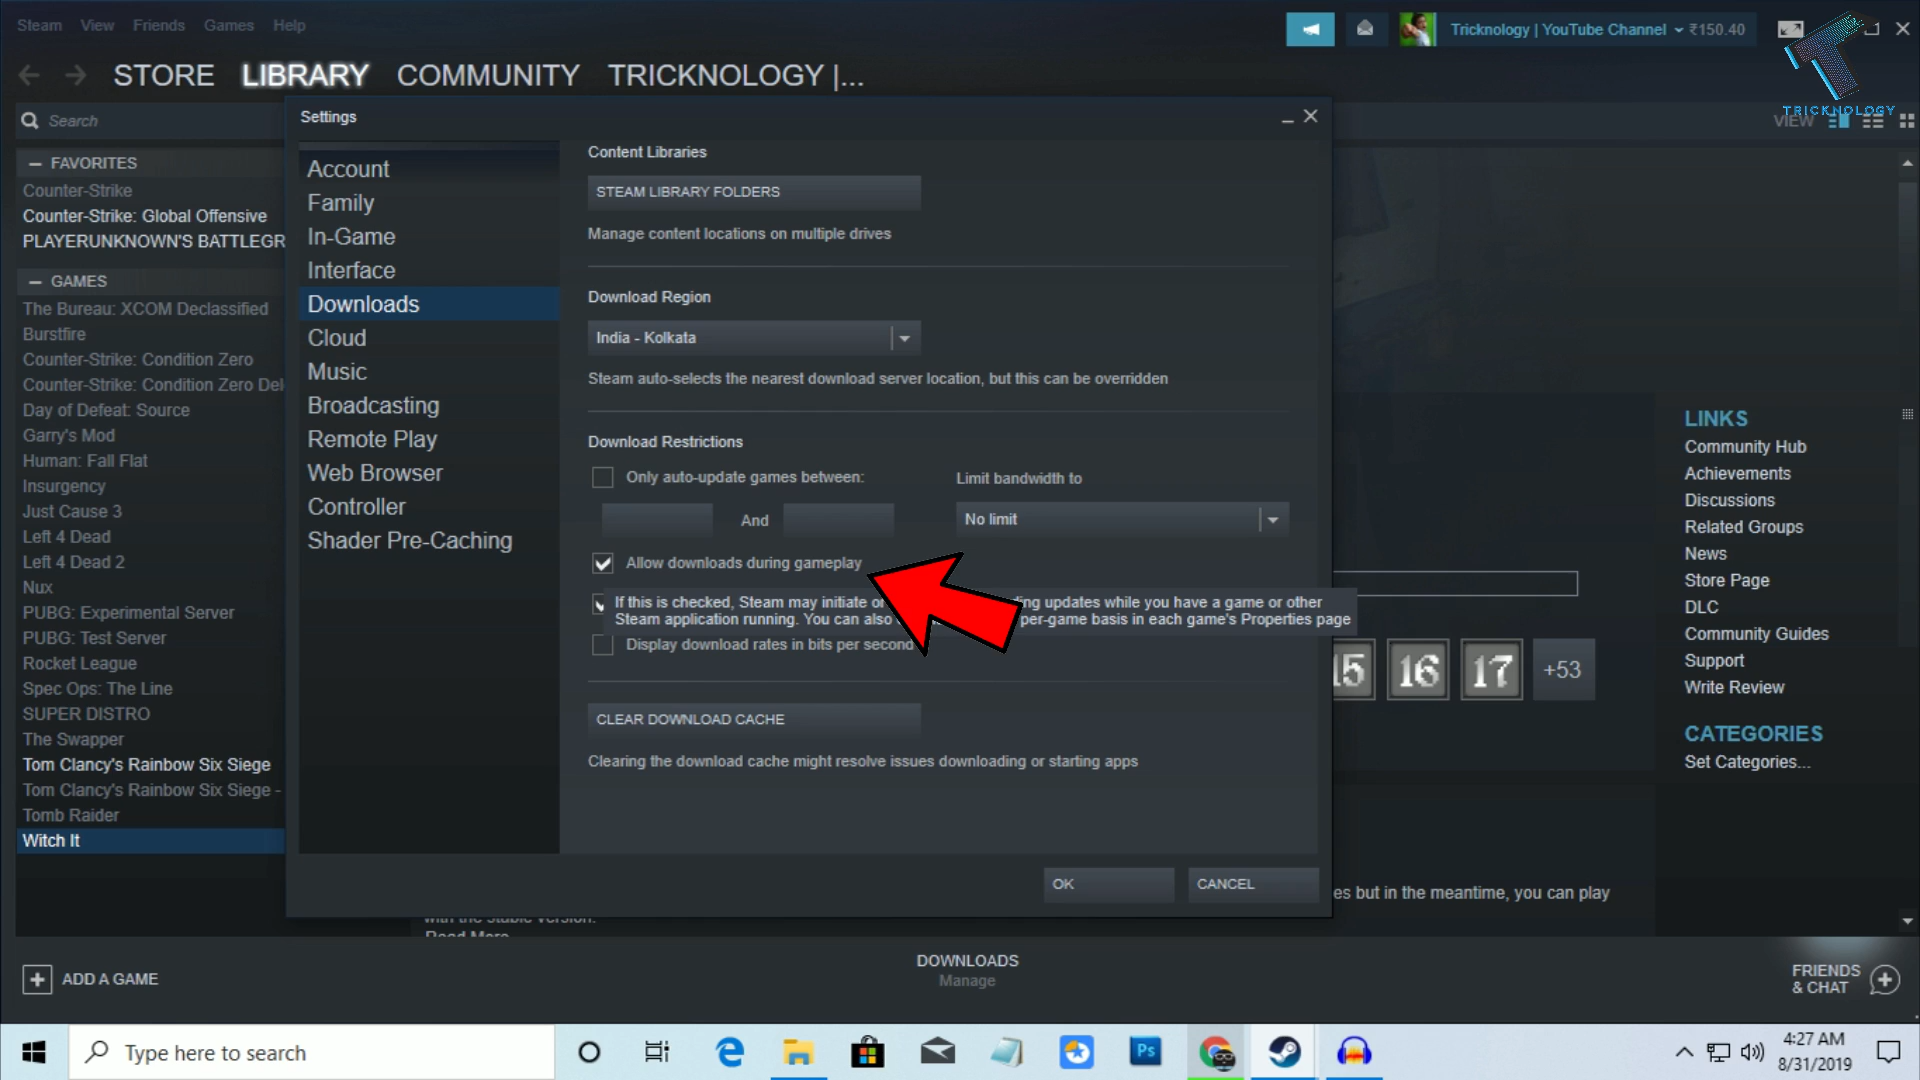 Steam View Friends Games Help
Tricknology | YouTube Channel ₹150.40
STORE LIBRARY COMMUNITY TRICKNOLOGY |...
TRICKNOLOGY
Search
VIEW
Settings
FAVORITES
Counter-Strike
Counter-Strike: Global Offensive
PLAYERUNKNOWN'S BATTLEGR
GAMES
The Bureau: XCOM Declassified
Burstfire
Counter-Strike: Condition Zero
Counter-Strike: Condition Zero Del
Day of Defeat: Source
Garry's Mod
Human: Fall Flat
Insurgency
Just Cause 3
Left 4 Dead
Left 4 Dead 2
Nux
PUBG: Experimental Server
PUBG: Test Server
Rocket League
Spec Ops: The Line
SUPER DISTRO
The Swapper
Tom Clancy's Rainbow Six Siege
Tom Clancy's Rainbow Six Siege -
Tomb Raider
Witch It
Account
Family
In-Game
Interface
Downloads
Cloud
Music
Broadcasting
Remote Play
Web Browser
Controller
Shader Pre-Caching
Content Libraries
STEAM LIBRARY FOLDERS
Manage content locations on multiple drives
Download Region
India - Kolkata
Steam auto-selects the nearest download server location, but this can be overridden
Download Restrictions
Only auto-update games between:
And
Limit bandwidth to
No limit
Allow downloads during gameplay
If this is checked, Steam may initiate or ing updates while you have a game or other
Steam application running. You can also per-game basis in each game's Properties page
Display download rates in bits per second
CLEAR DOWNLOAD CACHE
Clearing the download cache might resolve issues downloading or starting apps
OK CANCEL
15 16 17 +53
LINKS
Community Hub
Achievements
Discussions
Related Groups
News
Store Page
DLC
Community Guides
Support
Write Review
CATEGORIES
Set Categories...
es but in the meantime, you can play
with the stable version.
Read More
ADD A GAME
DOWNLOADS
Manage
FRIENDS
& CHAT
Type here to search
Ps
4:27 AM
8/31/2019